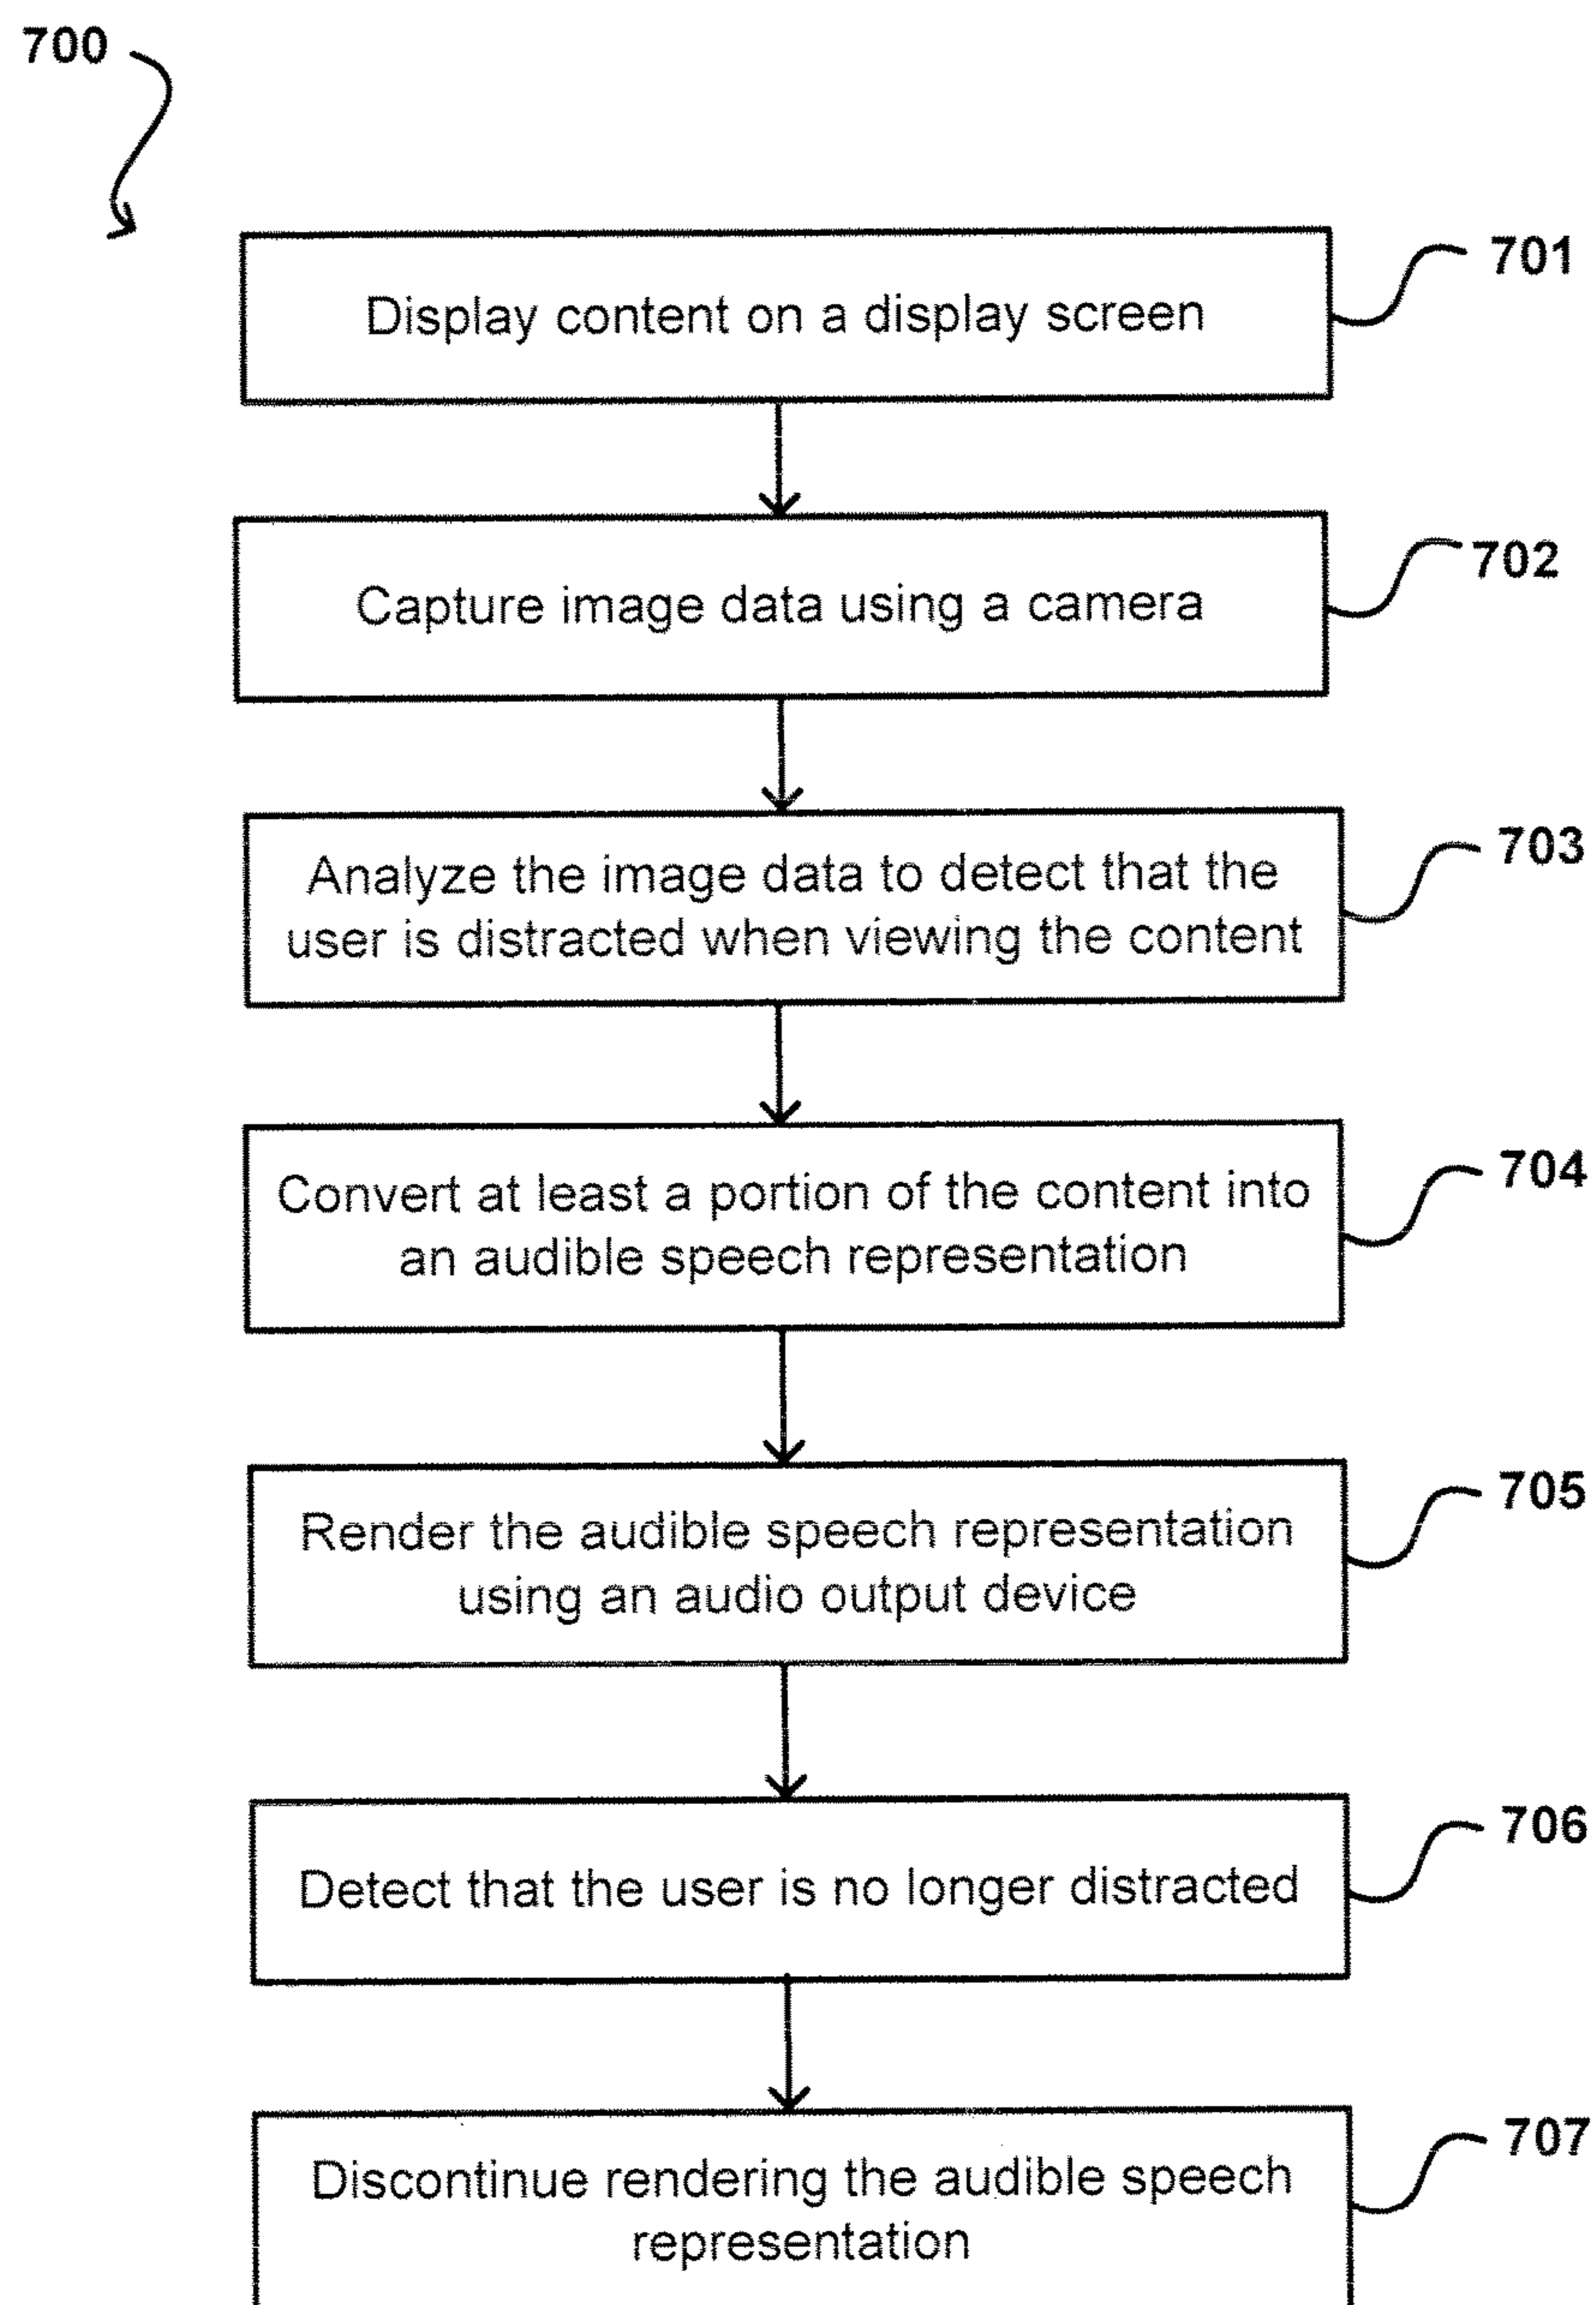 700
Display content on a display screen
701
Capture image data using a camera
702
Analyze the image data to detect that the
user is distracted when viewing the content
703
Convert at least a portion of the content into
an audible speech representation
704
Render the audible speech representation
using an audio output device
705
Detect that the user is no longer distracted
706
Discontinue rendering the audible speech
representation
707